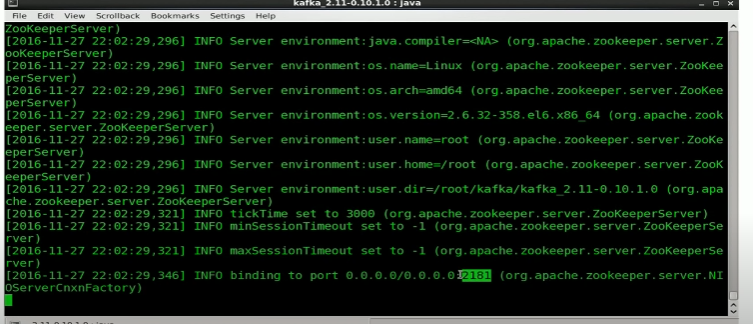 kafka_2.11-0.10.1.0 : java
File Edit View Scrollback Bookmarks Settings Help
ZooKeeperServer)
[2016-11-27 22:02:29,296] INFO Server environment:java.compiler=<NA> (org.apache.zookeeper.server.Z
ooKeeperServer)
[2016-11-27 22:02:29,296] INFO Server environment:os.name=Linux (org.apache.zookeeper.server.ZooKee
perServer)
[2016-11-27 22:02:29,296] INFO Server environment:os.arch=amd64 (org.apache.zookeeper.server.ZooKee
perServer)
[2016-11-27 22:02:29,296] INFO Server environment:os.version=2.6.32-358.el6.x86_64 (org.apache.zook
eeper.server.ZooKeeperServer)
[2016-11-27 22:02:29,296] INFO Server environment:user.name=root (org.apache.zookeeper.server.ZooKe
eperServer)
[2016-11-27 22:02:29,296] INFO Server environment:user.home=/root (org.apache.zookeeper.server.ZooK
eeperServer)
[2016-11-27 22:02:29,296] INFO Server environment:user.dir=/root/kafka/kafka_2.11-0.10.1.0 (org.apa
che.zookeeper.server.ZooKeeperServer)
[2016-11-27 22:02:29,321] INFO tickTime set to 3000 (org.apache.zookeeper.server.ZooKeeperServer)
[2016-11-27 22:02:29,321] INFO minSessionTimeout set to -1 (org.apache.zookeeper.server.ZooKeeperSe
rver)
[2016-11-27 22:02:29,321] INFO maxSessionTimeout set to -1 (org.apache.zookeeper.server.ZooKeeperSe
rver)
[2016-11-27 22:02:29,346] INFO binding to port 0.0.0.0/0.0.0.0:2181 (org.apache.zookeeper.server.NI
OServerCnxnFactory)